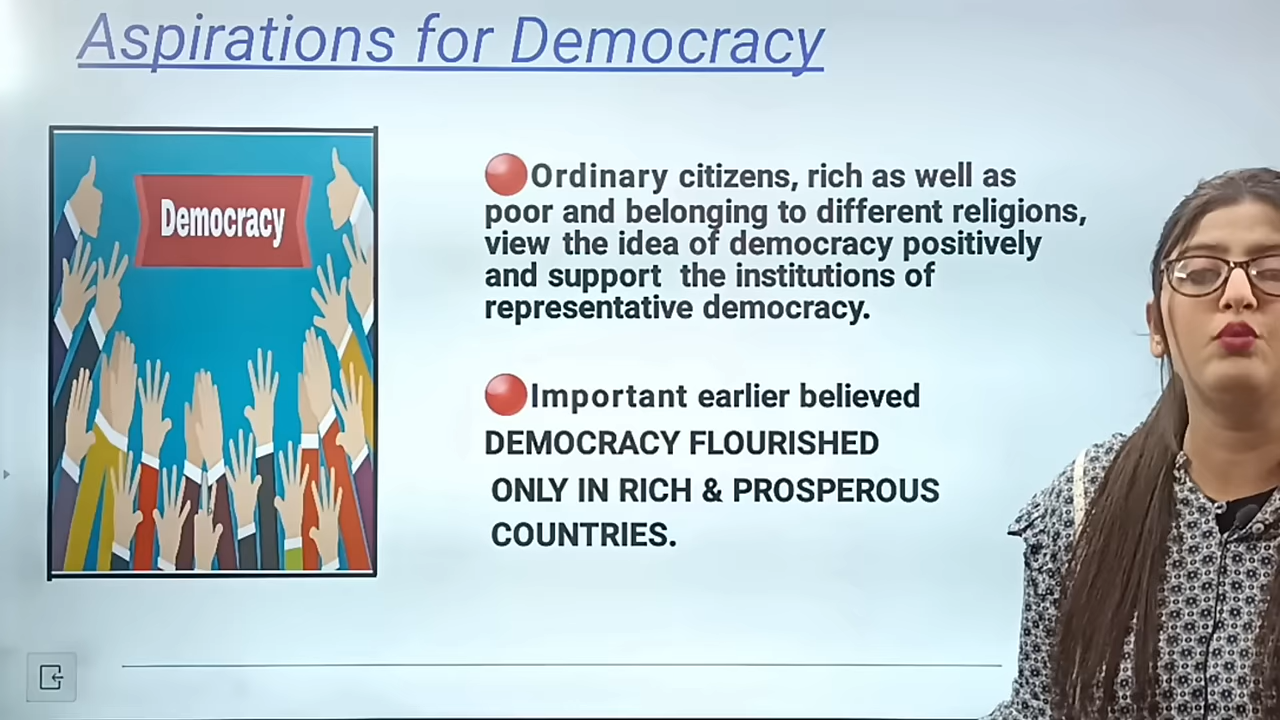 Aspirations for Democracy
Democracy
Ordinary citizens, rich as well as
poor and belonging to different religions,
view the idea of democracy positively
and support the institutions of
representative democracy.
Important earlier believed
DEMOCRACY FLOURISHED
ONLY IN RICH & PROSPEROUS
COUNTRIES.